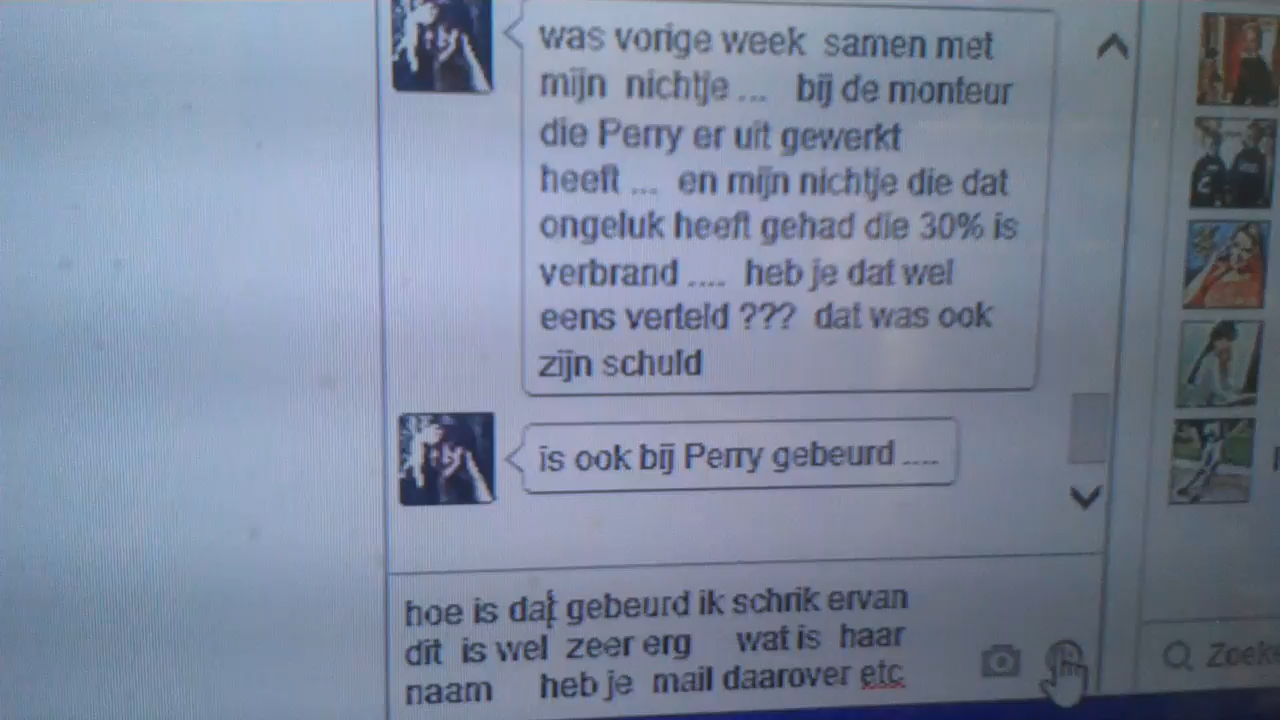 was vorige week samen met
mijn nichtje ... bij de monteur
die Perry er uit gewerkt
heeft ... en mijn nichtje die dat
ongeluk heeft gehad die 30% is
verbrand .... heb je dat wel
eens verteld ??? dat was ook
zijn schuld
is ook bij Perry gebeurd ....
hoe is dat gebeurd ik schrik ervan
dit is wel zeer erg wat is haar
naam heb je mail daarover etc
Zoeke